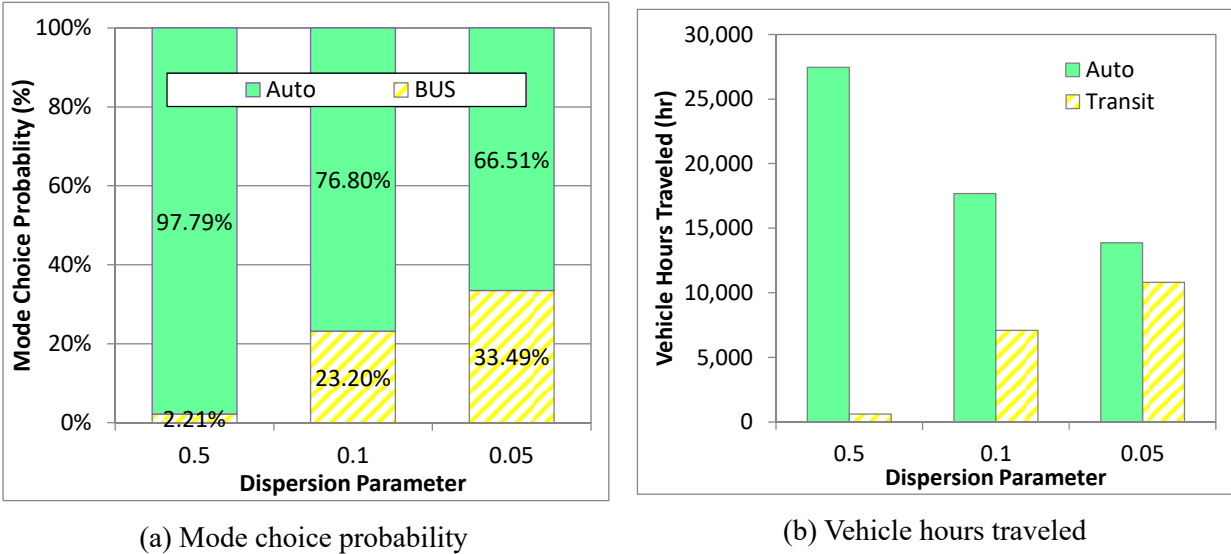 Mode Choice Probablity (%)
100%
80%
60%
40%
20%
0%
Auto
BUS
97.79%
76.80%
66.51%
2.21%
23.20%
33.49%
0.5
0.1
0.05
Dispersion Parameter
(a) Mode choice probability
Vehicle Hours Traveled (hr)
30,000
25,000
20,000
15,000
10,000
5,000
0
Auto
Transit
0.5
0.1
0.05
Dispersion Parameter
(b) Vehicle hours traveled